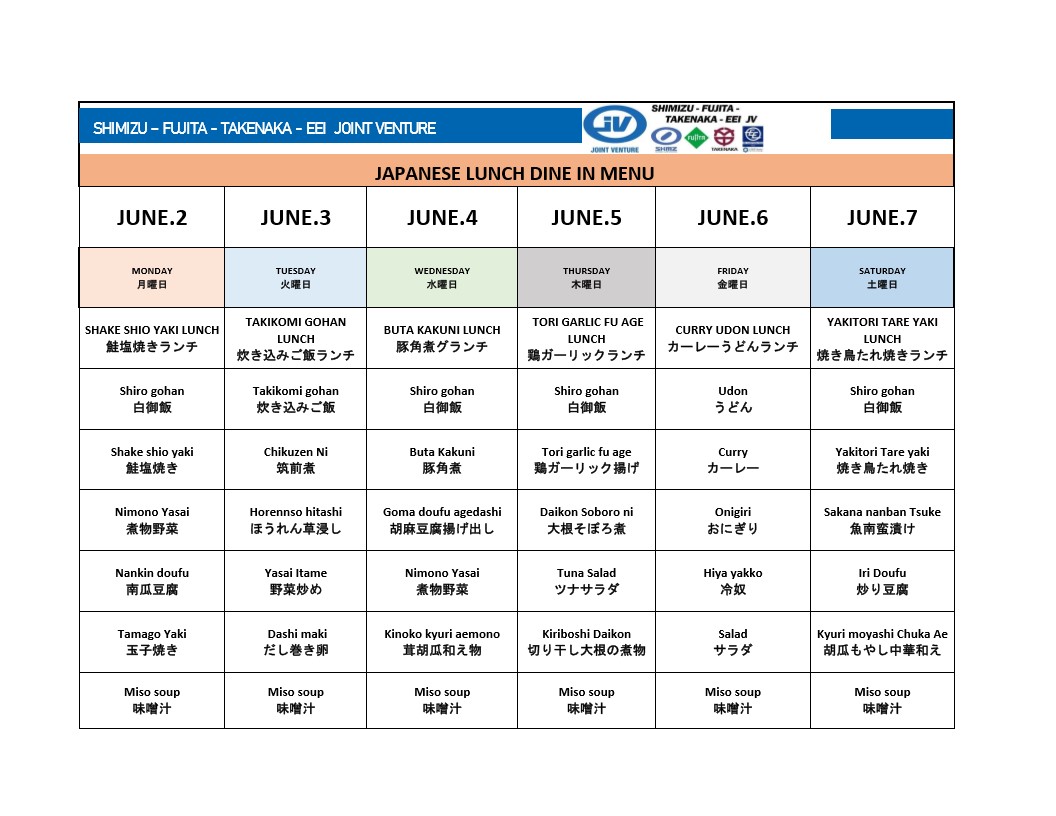 SHIMIZU – FUJITA - TAKENAKA – EEI JOINT VENTURE
JV
JOINT VENTURE
SHIMIZU - FUJITA -
TAKENAKA - EEI JV
FUJITA
TAKENAKA
JAPANESE LUNCH DINE IN MENU
JUNE.2 JUNE.3 JUNE.4 JUNE.5 JUNE.6 JUNE.7
MONDAY TUESDAY WEDNESDAY THURSDAY FRIDAY SATURDAY
月曜日 火曜日 水曜日 木曜日 金曜日 土曜日
SHAKE SHIO YAKI LUNCH
鮭塩焼きランチ
TAKIKOMI GOHAN
LUNCH
炊き込みご飯ランチ
BUTA KAKUNI LUNCH
豚角煮グランチ
TORI GARLIC FU AGE
LUNCH
鶏ガーリックランチ
CURRY UDON LUNCH
カーレーうどんランチ
YAKITORI TARE YAKI
LUNCH
焼き鳥たれ焼きランチ
Shiro gohan Takikomi gohan Shiro gohan Shiro gohan Udon Shiro gohan
白御飯 炊き込みご飯 白御飯 白御飯 うどん 白御飯
Shake shio yaki Chikuzen Ni Buta Kakuni Tori garlic fu age Curry Yakitori Tare yaki
鮭塩焼き 筑前煮 豚角煮 鶏ガーリック揚げ カーレー 焼き鳥たれ焼き
Nimono Yasai Horennso hitashi Goma doufu agedashi Daikon Soboro ni Onigiri Sakana nanban Tsuke
煮物野菜 ほうれん草浸し 胡麻豆腐揚げ出し 大根そぼろ煮 おにぎり 魚南蛮漬け
Nankin doufu Yasai Itame Nimono Yasai Tuna Salad Hiya yakko Iri Doufu
南瓜豆腐 野菜炒め 煮物野菜 ツナサラダ 冷奴 炒り豆腐
Tamago Yaki Dashi maki Kinoko kyuri aemono Kiriboshi Daikon Salad Kyuri moyashi Chuka Ae
玉子焼き だし巻き卵 茸胡瓜和え物 切り干し大根の煮物 サラダ 胡瓜もやし中華和え
Miso soup Miso soup Miso soup Miso soup Miso soup Miso soup
味噌汁 味噌汁 味噌汁 味噌汁 味噌汁 味噌汁